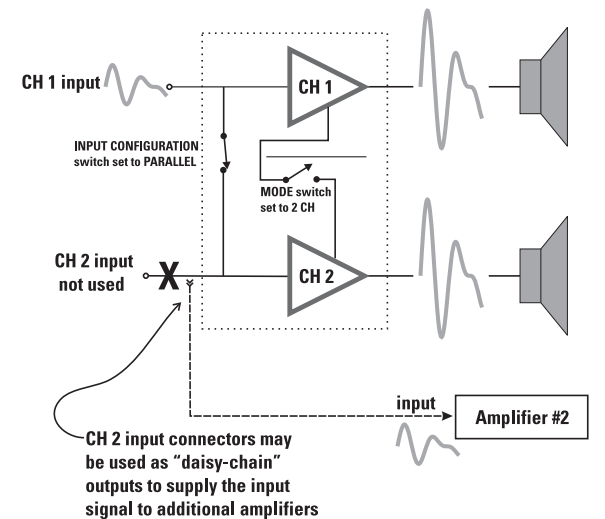 CH 1 input
CH 1
INPUT CONFIGURATION
switch set to PARALLEL
MODE switch
set to 2 CH
CH 2 input
not used
X
CH 2
input
Amplifier #2
CH 2 input connectors may
be used as “daisy-chain”
outputs to supply the input
signal to additional amplifiers